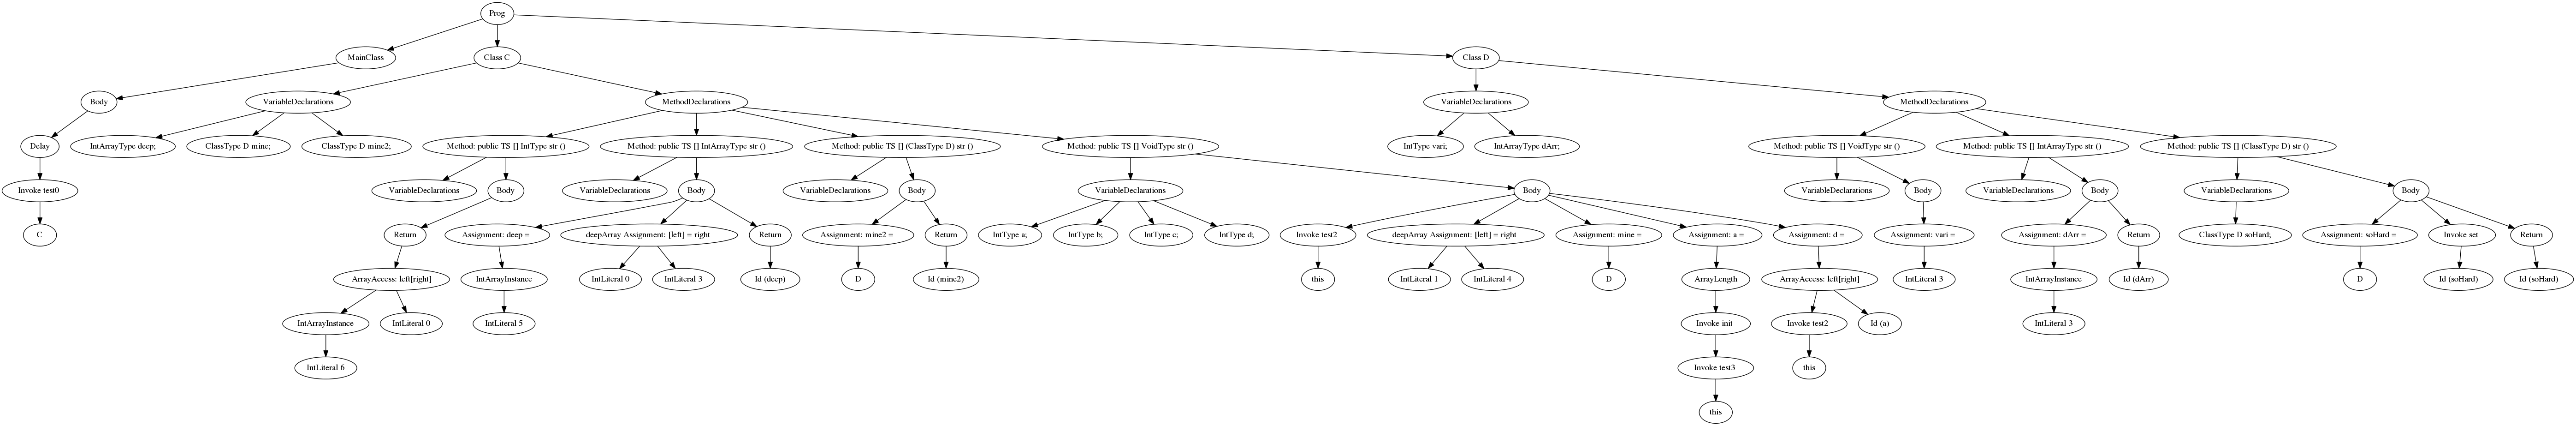 Prog
MainClass
Class C
Class D
Body
VariableDeclarations
MethodDeclarations
VariableDeclarations
MethodDeclarations
Delay
IntArrayType deep;
ClassType D mine;
ClassType D mine2;
Method: public TS [] IntType str ()
Method: public TS [] IntArrayType str ()
Method: public TS [] (ClassType D) str ()
Method: public TS [] VoidType str ()
IntType vari;
IntArrayType dArr;
Method: public TS [] VoidType str ()
Method: public TS [] IntArrayType str ()
Method: public TS [] (ClassType D) str ()
Invoke test0
VariableDeclarations
Body
VariableDeclarations
Body
VariableDeclarations
Body
VariableDeclarations
Body
VariableDeclarations
Body
VariableDeclarations
Body
VariableDeclarations
Body
C
Return
Assignment: deep =
deepArray Assignment: [left] = right
Return
Assignment: mine2 =
Return
IntType a;
IntType b;
IntType c;
IntType d;
Invoke test2
deepArray Assignment: [left] = right
Assignment: mine =
Assignment: a =
Assignment: d =
Assignment: vari =
Assignment: dArr =
Return
ClassType D soHard;
Assignment: soHard =
Invoke set
Return
ArrayAccess: left[right]
IntArrayInstance
IntLiteral 0
IntLiteral 3
Id (deep)
D
Id (mine2)
this
IntLiteral 1
IntLiteral 4
D
ArrayLength
ArrayAccess: left[right]
IntLiteral 3
IntArrayInstance
Id (dArr)
D
Id (soHard)
Id (soHard)
IntArrayInstance
IntLiteral 0
IntLiteral 5
Invoke init
Invoke test2
Id (a)
IntLiteral 3
IntLiteral 6
Invoke test3
this
this